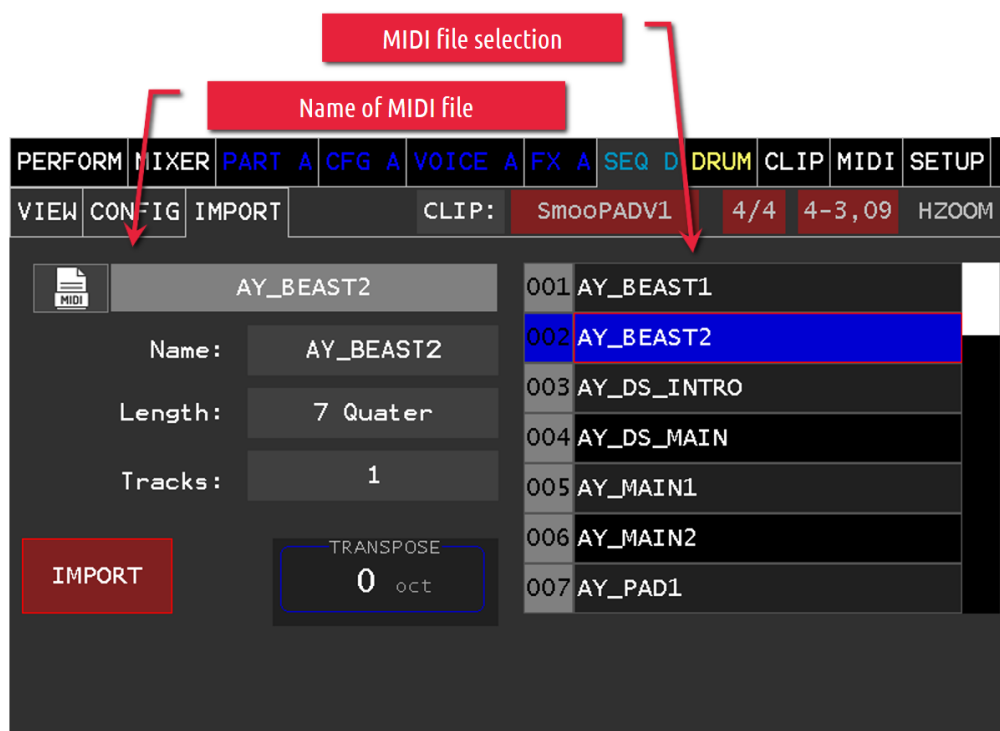 MIDI file selection
Name of MIDI file
PERFORM MIXER PART A CFG A VOICE A FX A SEQ D DRUM CLIP MIDI SETUP
VIEW CONFIG IMPORT CLIP: SmooPADV1 4/4 4-3,09 HZOOM
MIDI AY_BEAST2
Name: AY_BEAST2
Length: 7 Quater
Tracks: 1
IMPORT
TRANSPOSE
0 oct
001 AY_BEAST1
002 AY_BEAST2
003 AY_DS_INTRO
004 AY_DS_MAIN
005 AY_MAIN1
006 AY_MAIN2
007 AY_PAD1